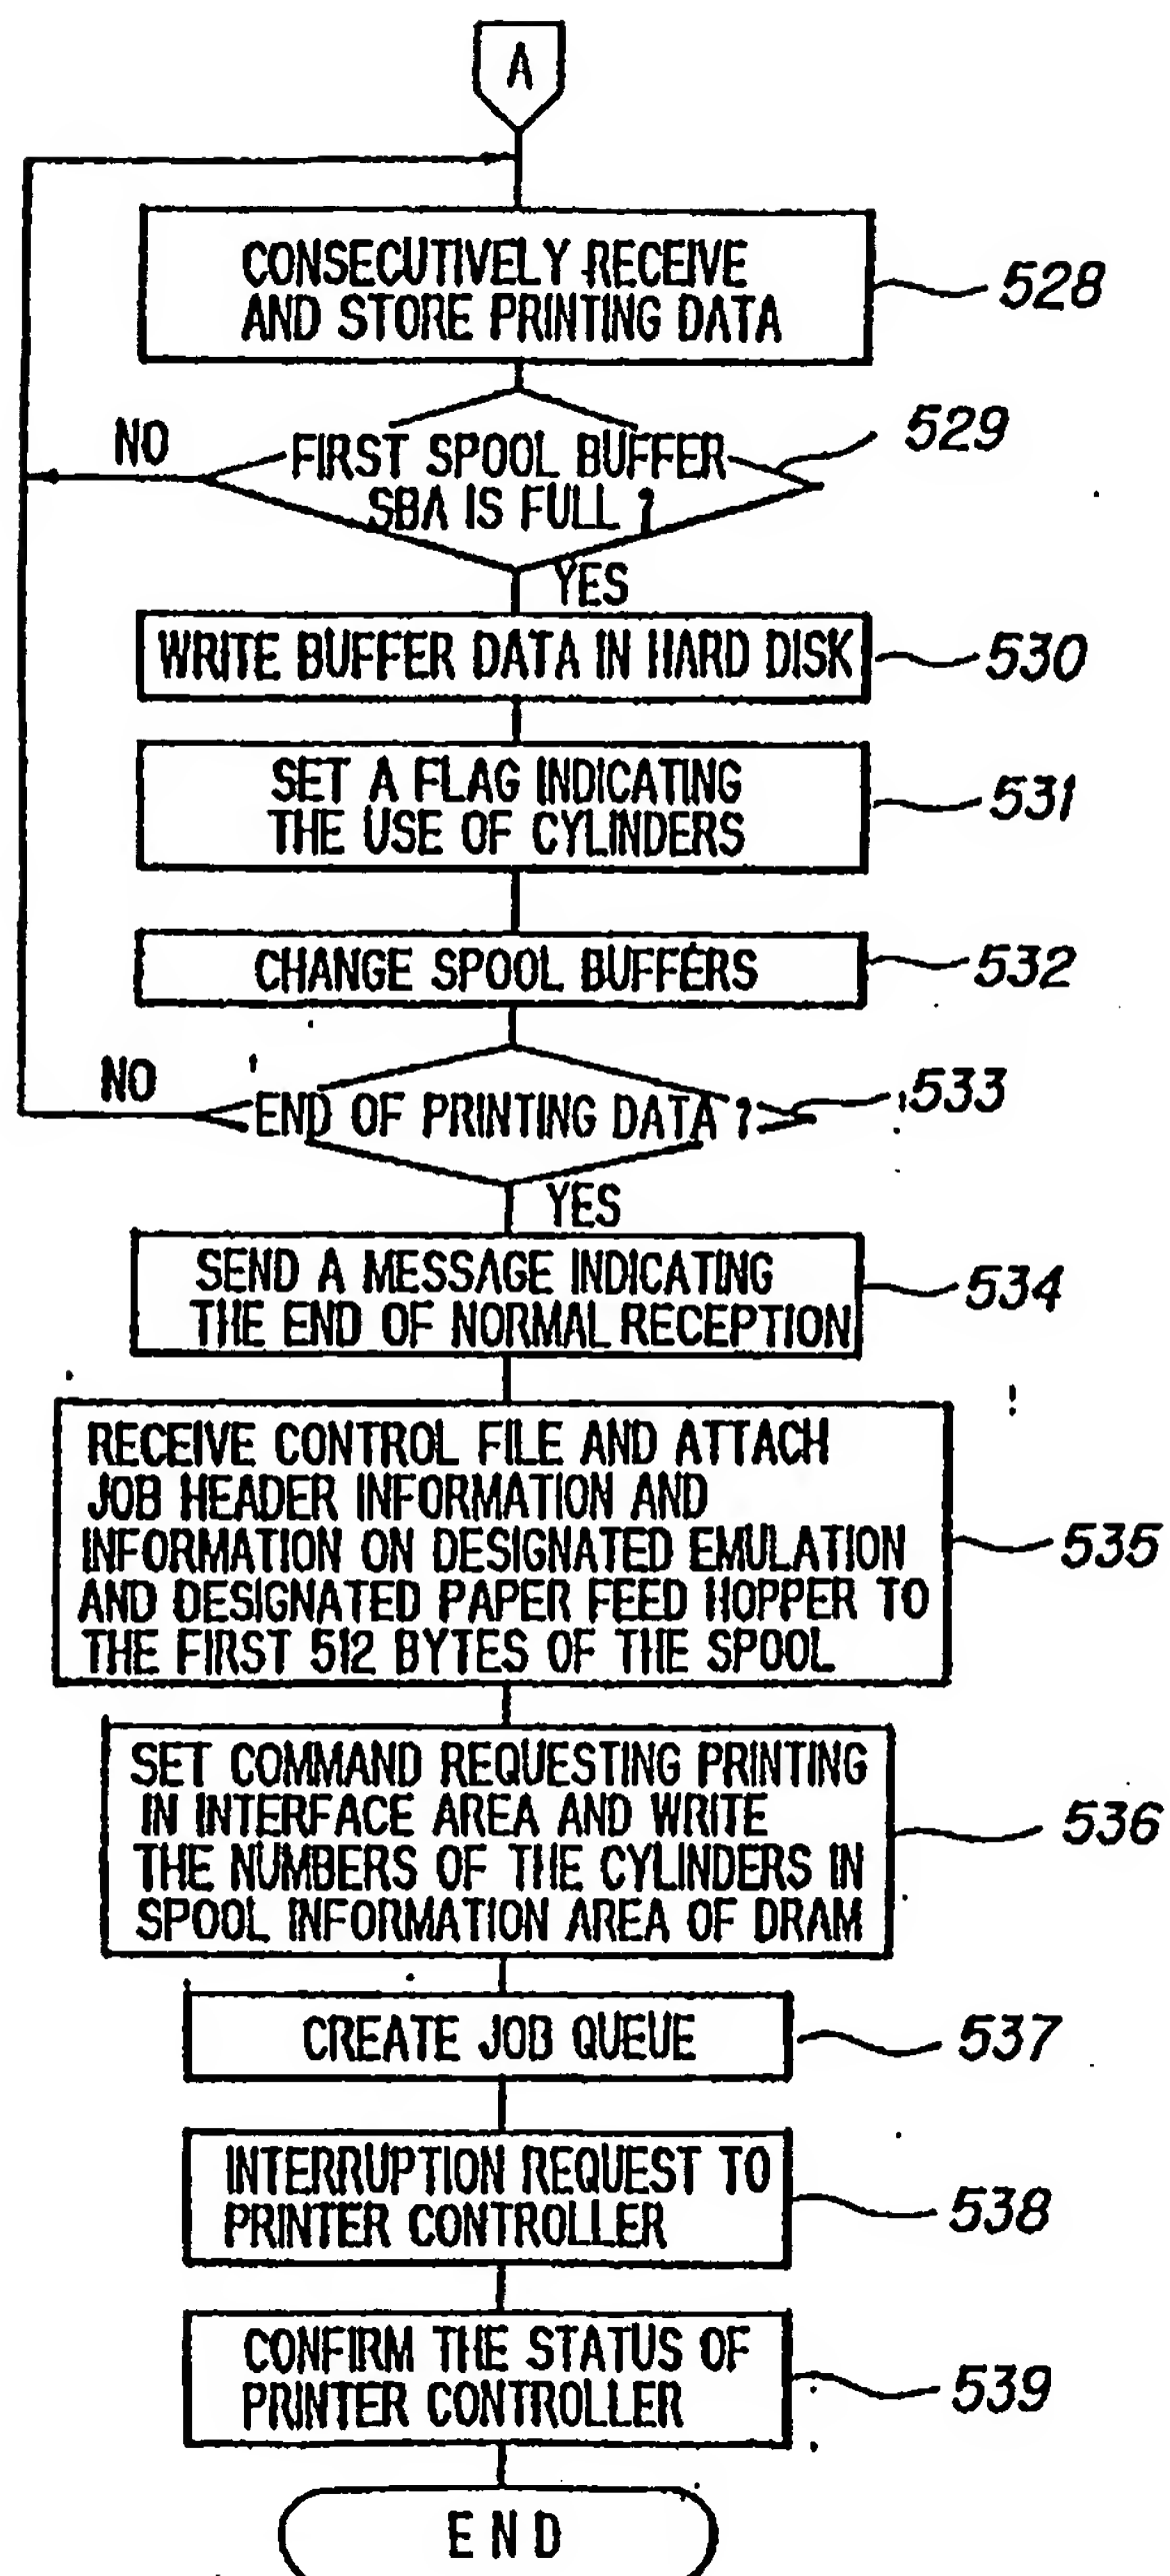 A
CONSECUTIVELY RECEIVE
AND STORE PRINTING DATA
528
NO
FIRST SPOOL BUFFER
SBA IS FULL ?
529
YES
WRITE BUFFER DATA IN HARD DISK
530
SET A FLAG INDICATING
THE USE OF CYLINDERS
531
CHANGE SPOOL BUFFERS
532
NO
END OF PRINTING DATA ?
533
YES
SEND A MESSAGE INDICATING
THE END OF NORMAL RECEPTION
534
RECEIVE CONTROL FILE AND ATTACH
JOB HEADER INFORMATION AND
INFORMATION ON DESIGNATED EMULATION
AND DESIGNATED PAPER FEED HOPPER TO
THE FIRST 512 BYTES OF THE SPOOL
535
SET COMMAND REQUESTING PRINTING
IN INTERFACE AREA AND WRITE
THE NUMBERS OF THE CYLINDERS IN
SPOOL INFORMATION AREA OF DRAM
536
CREATE JOB QUEUE
537
INTERRUPTION REQUEST TO
PRINTER CONTROLLER
538
CONFIRM THE STATUS OF
PRINTER CONTROLLER
539
END